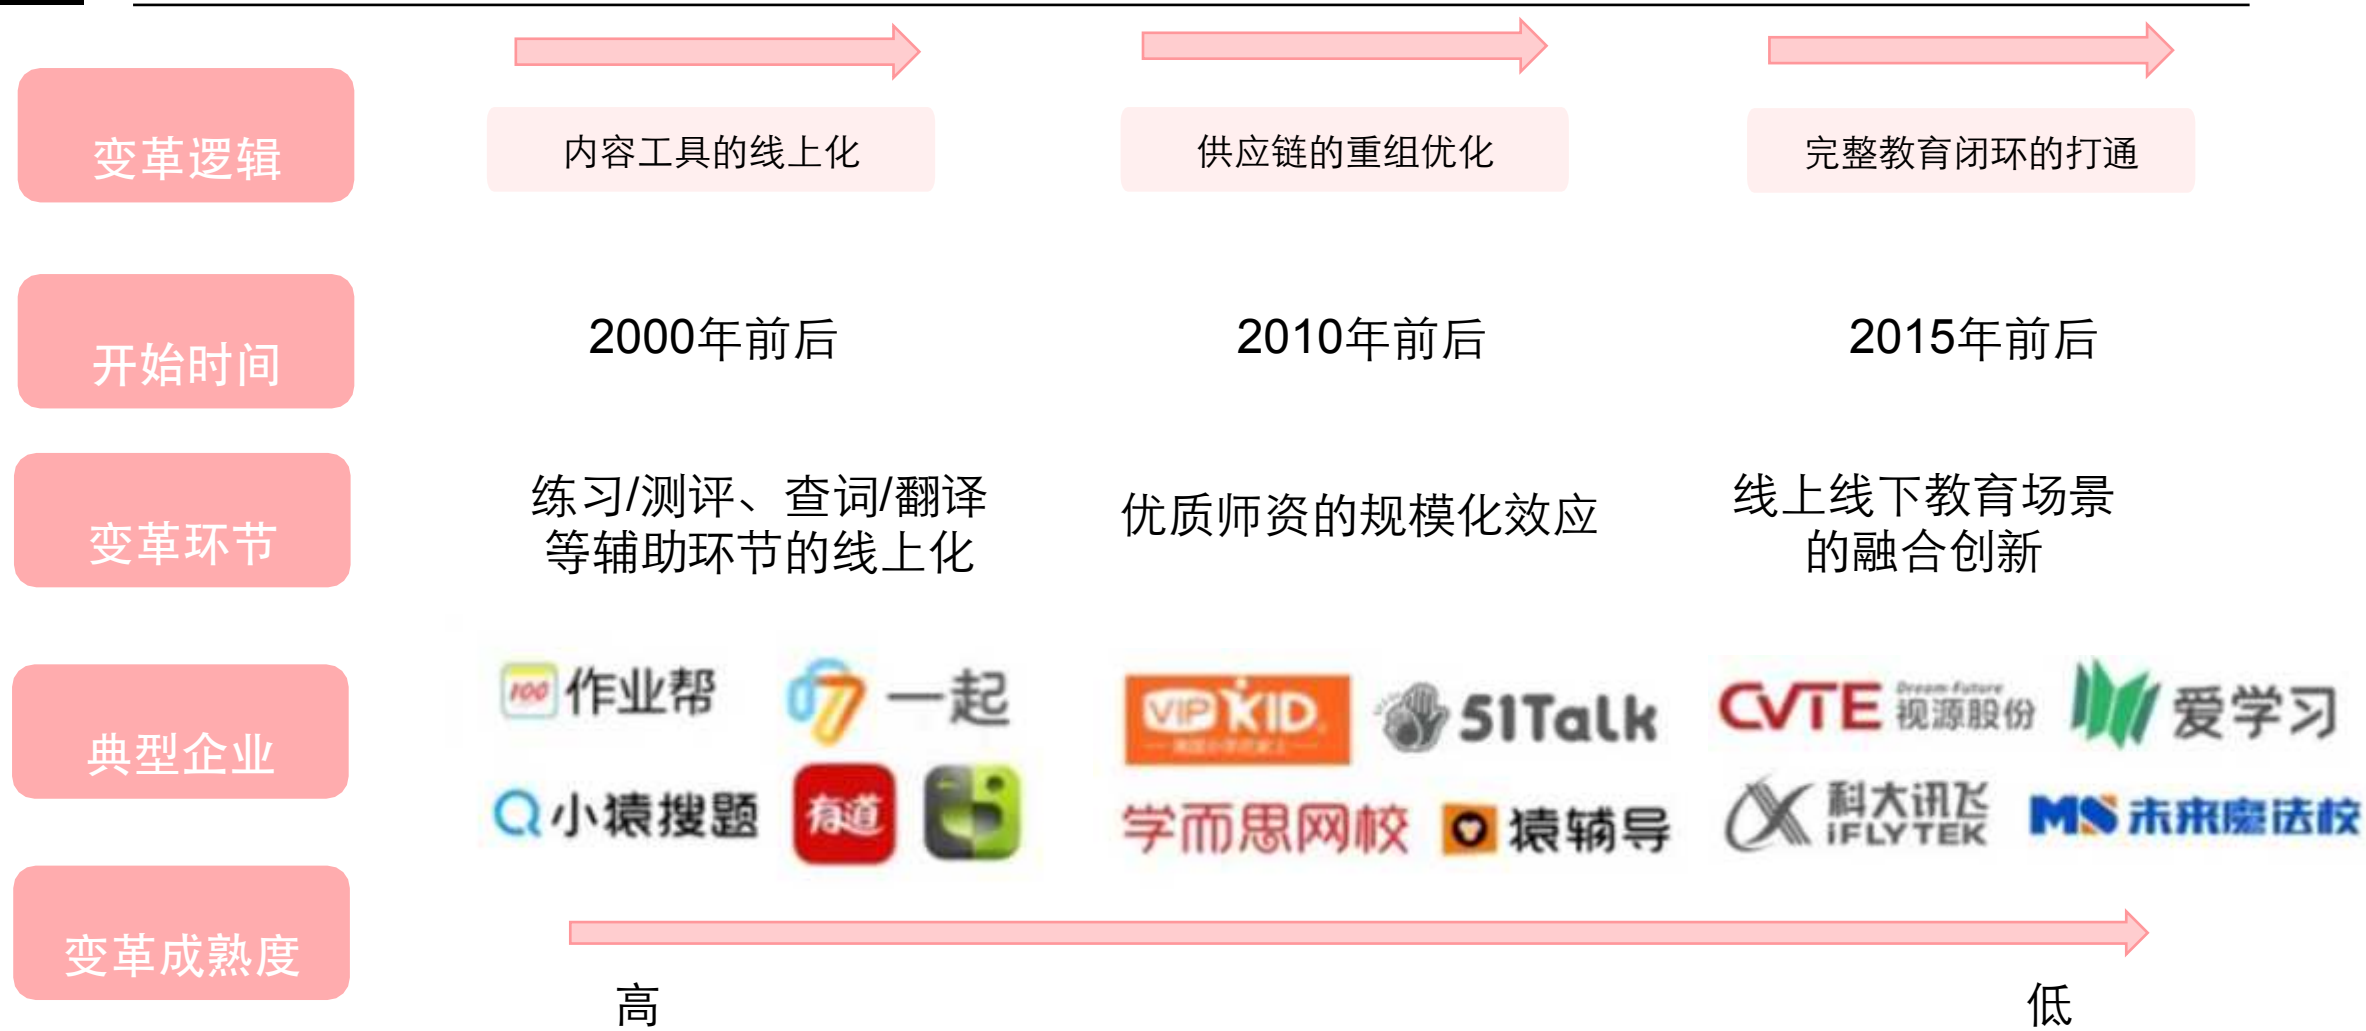 变革逻辑
内容工具的线上化
供应链的重组优化
完整教育闭环的打通
开始时间
2000年前后
2010年前后
2015年前后
变革环节
练习/测评、查词/翻译
等辅助环节的线上化
优质师资的规模化效应
线上线下教育场景
的融合创新
典型企业
100 作业帮
一起
小猿搜题
有道
VIPKID
51Talk
学而思网校
猿辅导
CVTE Dream Future 视源股份
爱学习
科大讯飞
iFLYTEK
MS 未来魔法校
变革成熟度
高
低